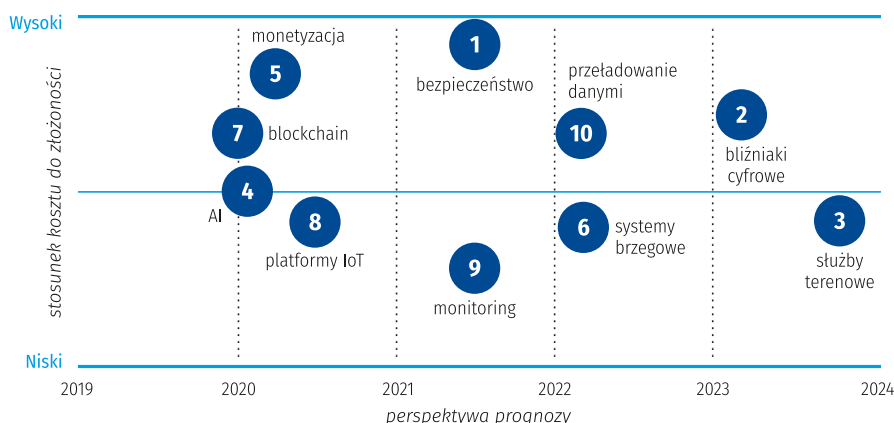 Wysoki
monetyzacja
5
1
bezpieczeństwo
przeładowanie
danymi
7
blockchain
10
2
bliźniaki
cyfrowe
stosunek kosztu do złożoności
4
AI
8
platformy IoT
9
monitoring
6
systemy
brzegowe
3
służby
terenowe
Niski
2019
2020
2021
2022
2023
2024
perspektywa prognozy